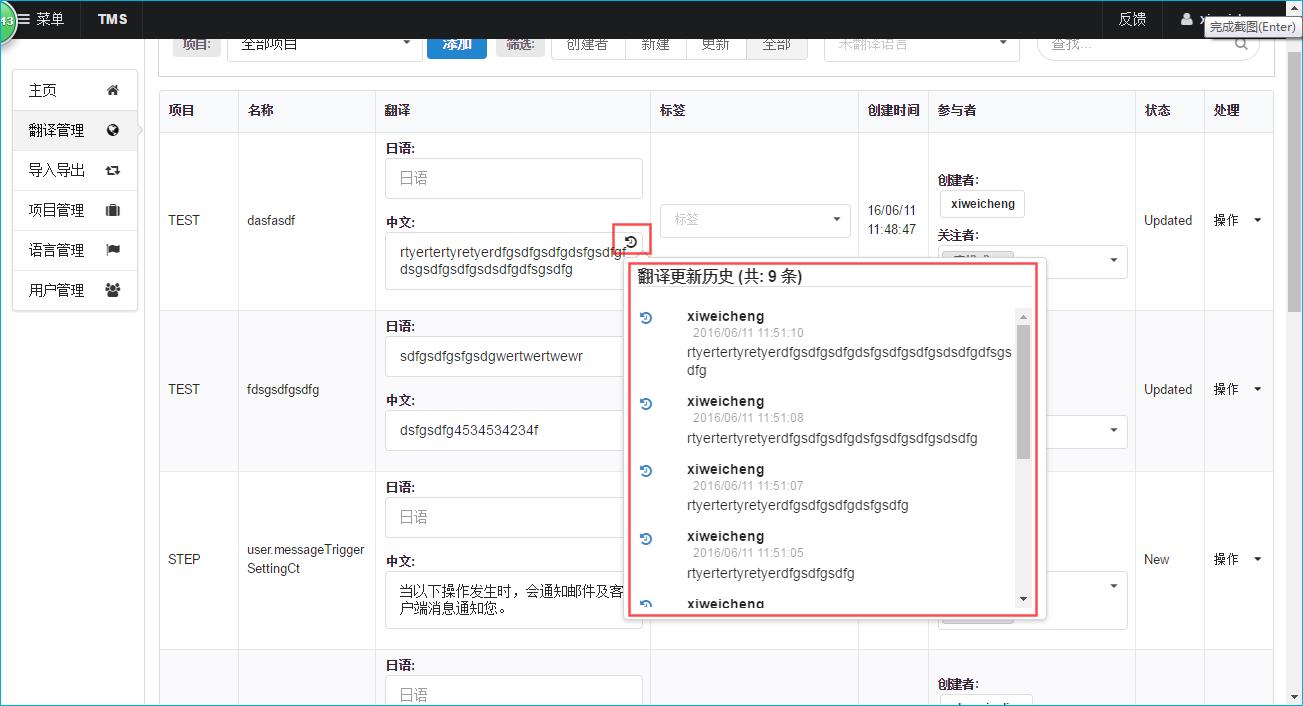 43
菜单
TMS
反馈
完成截图(Enter)
项目:
全部项目
添加
筛选:
创建者
新建
更新
全部
未翻译语言
查找...
主页
翻译管理
导入导出
项目管理
语言管理
用户管理
项目
名称
翻译
标签
创建时间
参与者
状态
处理
TEST
dasfasdf
日语:
日语
中文:
rtyertertyretyerdfgsdfgsdfgdsfgsdfgf
dsgsdfgsdfgsdsdfgdfsgsdfg
标签
16/06/11
11:48:47
创建者:
xiweicheng
关注者:
Updated
操作
TEST
fdsgsdfgsdfg
日语:
sdfgsdfgsfgsdgwertwertwewr
中文:
dsfgsdfg4534534234f
Updated
操作
STEP
user.messageTrigger
SettingCt
日语:
日语
中文:
当以下操作发生时，会通知邮件及客
户端消息通知您。
New
操作
日语:
日语
创建者:
翻译更新历史 (共: 9 条)
xiweicheng
2016/06/11 11:51:10
rtyertertyretyerdfgsdfgsdfgdsfgsdfgsdfgsdsdfgdfsgs
dfg
xiweicheng
2016/06/11 11:51:08
rtyertertyretyerdfgsdfgsdfgdsfgsdfgsdfgsdsdfg
xiweicheng
2016/06/11 11:51:07
rtyertertyretyerdfgsdfgsdfgdsfgsdfg
xiweicheng
2016/06/11 11:51:05
rtyertertyretyerdfgsdfgsdfg
xiweicheng